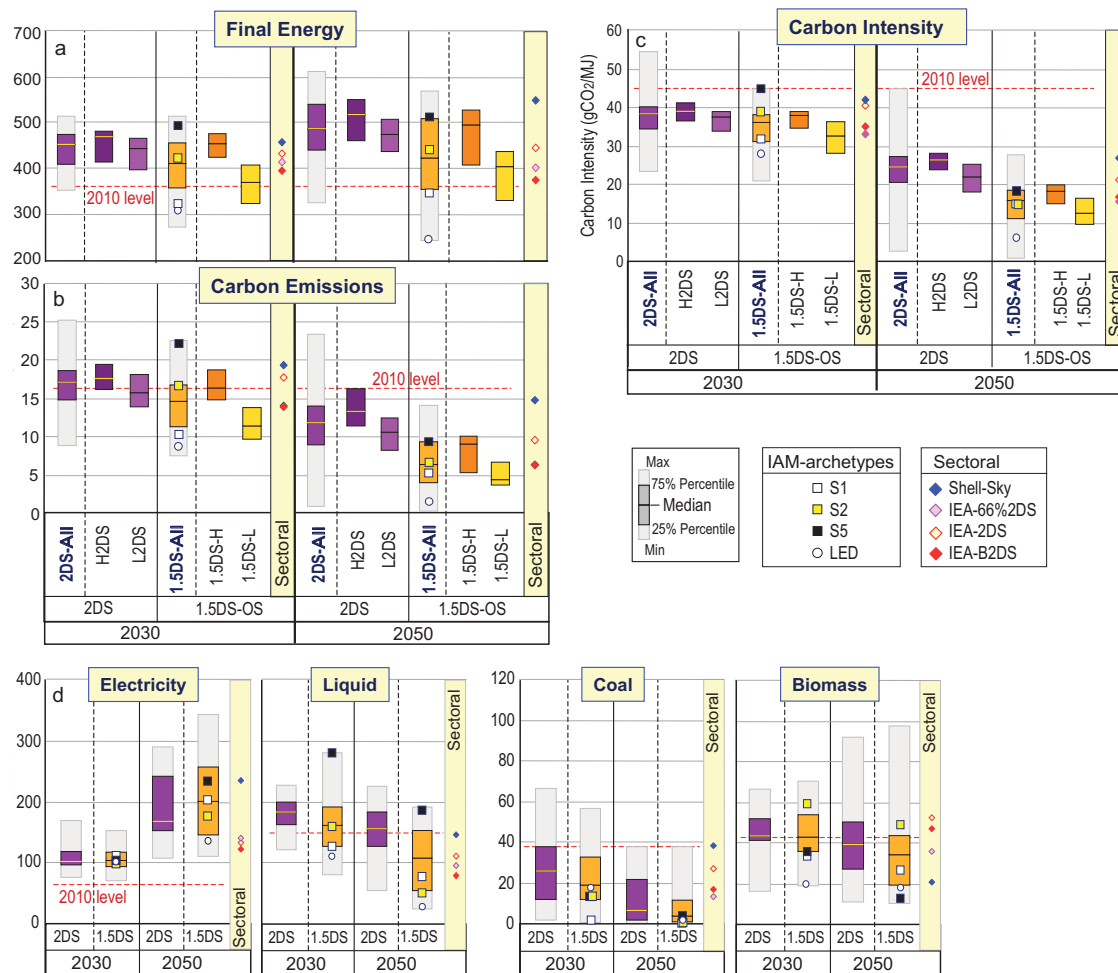 Final Energy
a
700
600
500
400
300
200
2010 level
Carbon Emissions
b
30
25
20
15
10
5
0
2010 level
2DS-All
H2DS
L2DS
1.5DS-All
1.5DS-H
1.5DS-L
Sectoral
2DS-All
H2DS
L2DS
1.5DS-All
1.5DS-H
1.5DS-L
Sectoral
2DS
1.5DS-OS
2DS
1.5DS-OS
2030
2050
Carbon Intensity
c
Carbon Intensity (gCO2/MJ)
60
50
40
30
20
10
0
2010 level
2DS-All
H2DS
L2DS
1.5DS-All
1.5DS-H
1.5DS-L
Sectoral
2DS-All
H2DS
L2DS
1.5DS-All
1.5DS-H
1.5DS-L
Sectoral
2DS
1.5DS-OS
2DS
1.5DS-OS
2030
2050
Max
75% Percentile
Median
25% Percentile
Min
IAM-archetypes
S1
S2
S5
LED
Sectoral
Shell-Sky
IEA-66%2DS
IEA-2DS
IEA-B2DS
d
Electricity
400
300
200
100
0
2010 level
Sectoral
2DS
1.5DS
2DS
1.5DS
2030
2050
Liquid
Sectoral
2DS
1.5DS
2DS
1.5DS
2030
2050
Coal
120
100
80
60
40
20
0
Sectoral
2DS
1.5DS
2DS
1.5DS
2030
2050
Biomass
Sectoral
2DS
1.5DS
2DS
1.5DS
2030
2050